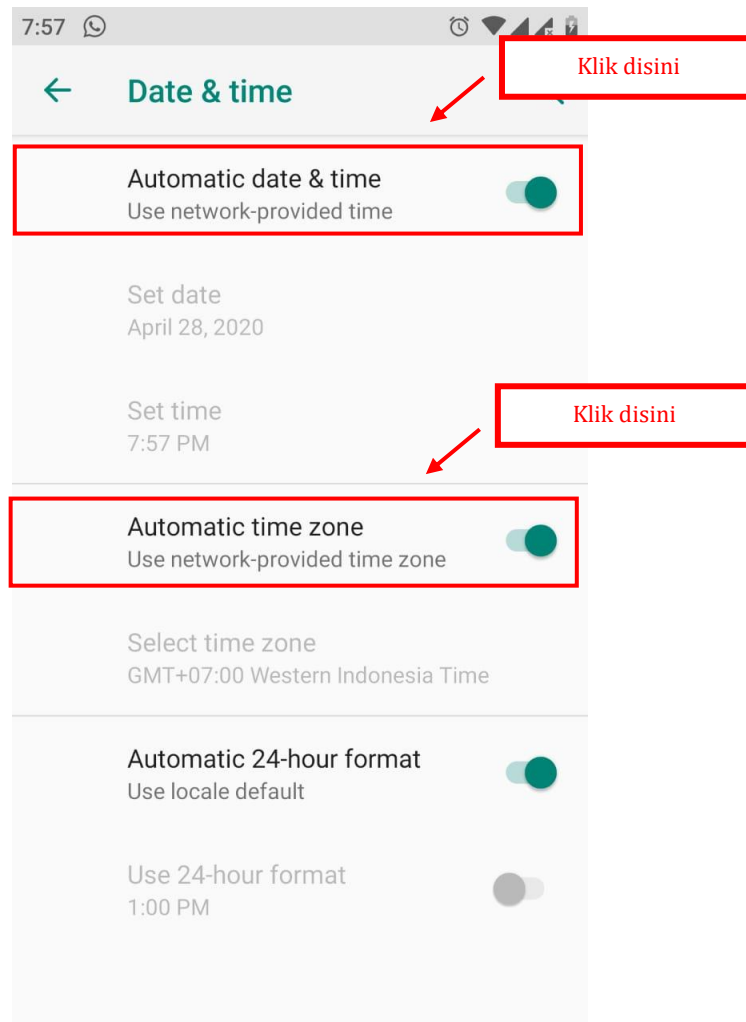 7:57
Klik disini
Date & time
Automatic date & time
Use network-provided time
Set date
April 28, 2020
Set time
7:57 PM
Klik disini
Automatic time zone
Use network-provided time zone
Select time zone
GMT+07:00 Western Indonesia Time
Automatic 24-hour format
Use locale default
Use 24-hour format
1:00 PM